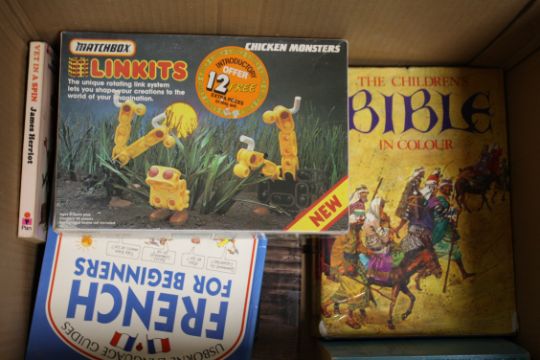 VET IN A SPIN James Herriot
Pan
MATCHBOX
CHICKEN MONSTERS
LINKITS
The unique rotating link system
lets you shape your creations to the
world of your imagination.
INTRODUCTORY
OFFER
12 FREE
EXTRA PIECES
NEW
THE CHILDREN'S
BIBLE
IN COLOUR
FRENCH
FOR BEGINNERS
USBORNE LANGUAGE GUIDES